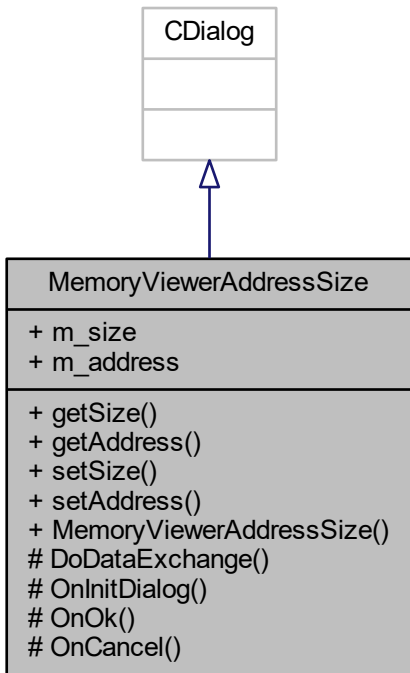 CDialog
MemoryViewerAddressSize
+ m_size
+ m_address
+ getSize()
+ getAddress()
+ setSize()
+ setAddress()
+ MemoryViewerAddressSize()
# DoDataExchange()
# OnInitDialog()
# OnOk()
# OnCancel()